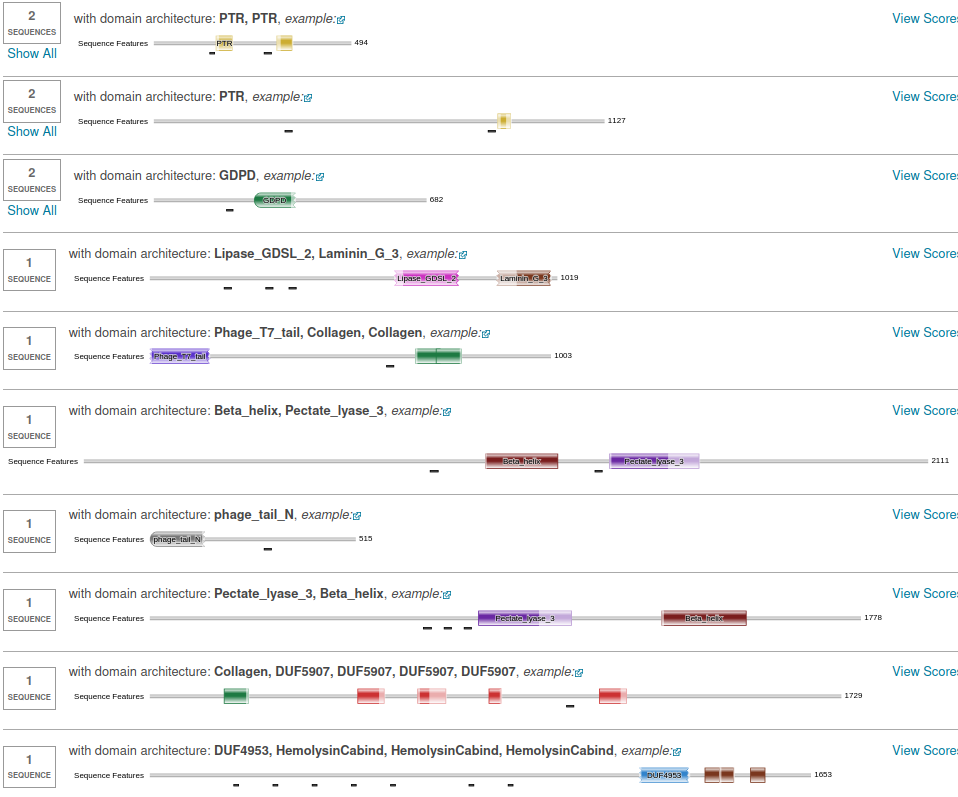 2
SEQUENCES
Show All
with domain architecture: PTR, PTR, example:
View Scores
Sequence Features
PTR
494
2
SEQUENCES
Show All
with domain architecture: PTR, example:
View Scores
Sequence Features
1127
2
SEQUENCES
Show All
with domain architecture: GDPD, example:
View Scores
Sequence Features
GDPD
682
1
SEQUENCE
with domain architecture: Lipase_GDSL_2, Laminin_G_3, example:
View Scores
Sequence Features
Lipase_GDSL_2
Laminin_G_3
1019
1
SEQUENCE
with domain architecture: Phage_T7_tail, Collagen, Collagen, example:
View Scores
Sequence Features
Phage_T7_tail
1003
1
SEQUENCE
with domain architecture: Beta_helix, Pectate_lyase_3, example:
View Scores
Sequence Features
Beta_helix
Pectate_lyase_3
2111
1
SEQUENCE
with domain architecture: phage_tail_N, example:
View Scores
Sequence Features
phage_tail_N
515
1
SEQUENCE
with domain architecture: Pectate_lyase_3, Beta_helix, example:
View Scores
Sequence Features
Pectate_lyase_3
Beta_helix
1778
1
SEQUENCE
with domain architecture: Collagen, DUF5907, DUF5907, DUF5907, DUF5907, example:
View Scores
Sequence Features
1729
1
SEQUENCE
with domain architecture: DUF4953, HemolysinCabind, HemolysinCabind, HemolysinCabind, example:
View Scores
Sequence Features
DUF4953
1653